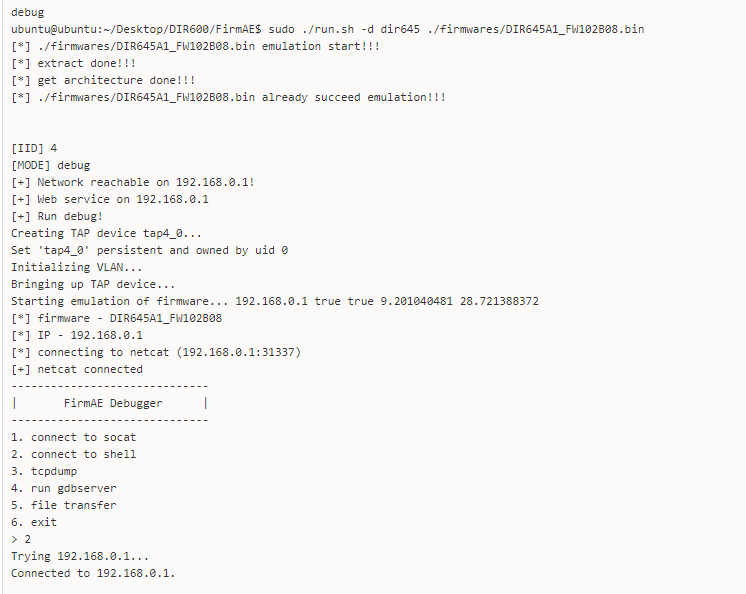 debug
ubuntu@ubuntu:~/Desktop/DIR600/FirmAE$ sudo ./run.sh -d dir645 ./firmwares/DIR645A1_FW102B08.bin
[*] ./firmwares/DIR645A1_FW102B08.bin emulation start!!!
[*] extract done!!!
[*] get architecture done!!!
[*] ./firmwares/DIR645A1_FW102B08.bin already succeed emulation!!!
[IID] 4
[MODE] debug
[+] Network reachable on 192.168.0.1!
[+] Web service on 192.168.0.1
[+] Run debug!
Creating TAP device tap4_0...
Set 'tap4_0' persistent and owned by uid 0
Initializing VLAN...
Bringing up TAP device...
Starting emulation of firmware... 192.168.0.1 true true 9.201040481 28.721388372
[*] firmware - DIR645A1_FW102B08
[*] IP - 192.168.0.1
[*] connecting to netcat (192.168.0.1:31337)
[+] netcat connected
------------------------------
|       FirmAE Debugger      |
------------------------------
1. connect to socat
2. connect to shell
3. tcpdump
4. run gdbserver
5. file transfer
6. exit
> 2
Trying 192.168.0.1...
Connected to 192.168.0.1.